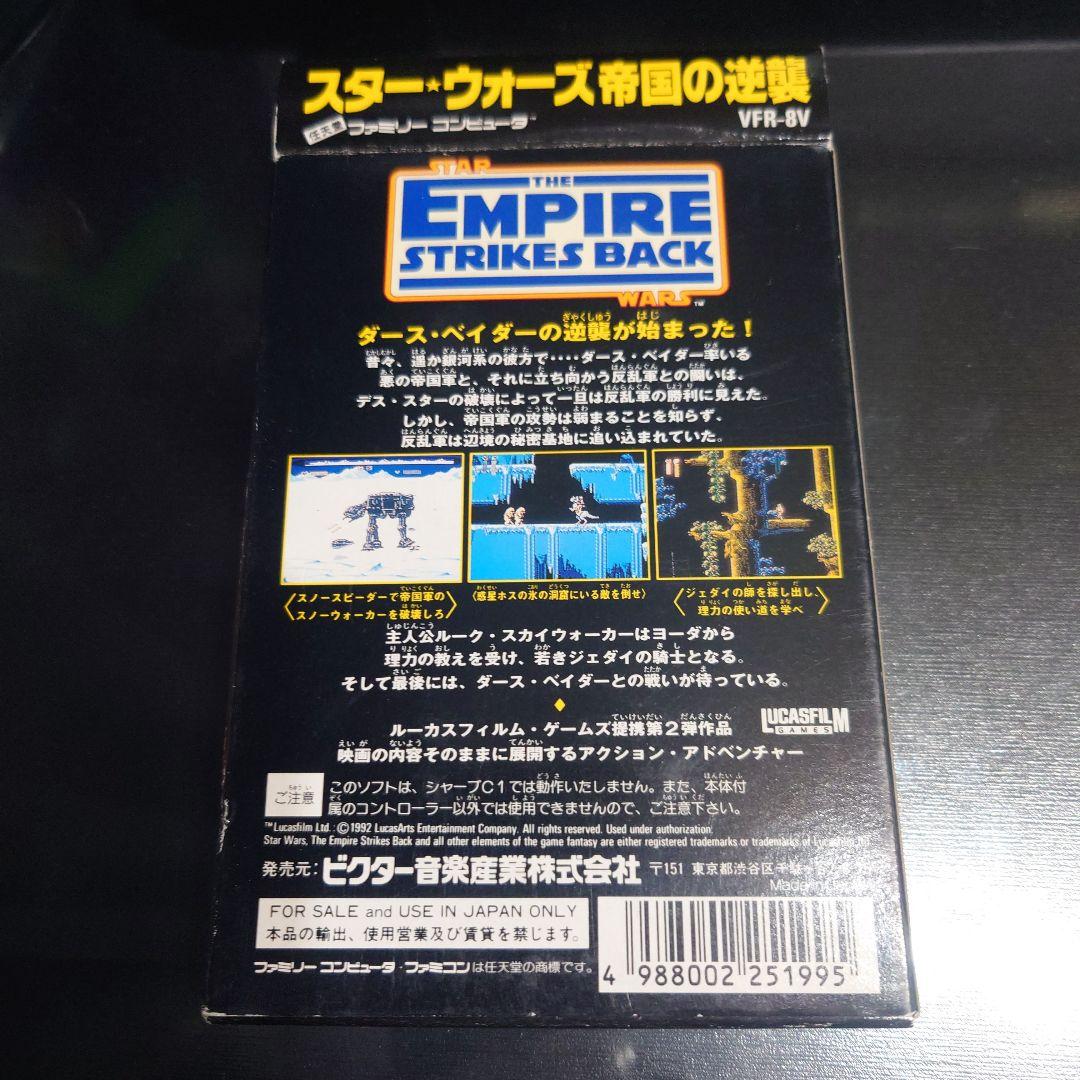 スター★ウォーズ帝国の逆襲
任天堂 ファミリー コンピュータ™
VFR-8V
STAR
THE
EMPIRE
STRIKES BACK
WARS™
ダース・ベイダーの逆襲が始まった！
昔々、遥か銀河系の彼方で‥‥ダース・ベイダー率いる
悪の帝国軍と、それに立ち向かう反乱軍との闘いは、
デス・スターの破壊によって一旦は反乱軍の勝利に見えた。
しかし、帝国軍の攻勢は弱まることを知らず、
反乱軍は辺境の秘密基地に追い込まれていた。
〈スノースピーダーで帝国軍の
スノーウォーカーを破壊しろ〉
〈惑星ホスの氷の洞窟にいる敵を倒せ〉
〈ジェダイの師を探し出し、
理力の使い道を学べ〉
主人公ルーク・スカイウォーカーはヨーダから
理力の教えを受け、若きジェダイの騎士となる。
そして最後には、ダース・ベイダーとの戦いが待っている。
ルーカスフィルム・ゲームズ提携第2弾作品
映画の内容そのままに展開するアクション・アドベンチャー
LUCASFILM
GAMES
ご注意
このソフトは、シャープC1では動作いたしません。また、本体付
属のコントローラー以外では使用できませんので、ご注意下さい。
™Lucasfilm Ltd.: ©1992 LucasArts Entertainment Company. All rights reserved. Used under authorization.
Star Wars, The Empire Strikes Back and all other elements of the game fantasy are either registered trademarks or trademarks of Lucasfilm Ltd.
発売元: ビクター音楽産業株式会社 〒151 東京都渋谷区千駄ヶ谷
Made in Japan
FOR SALE and USE IN JAPAN ONLY
本品の輸出、使用営業及び賃貸を禁じます。
ファミリー コンピュータ・ファミコンは任天堂の商標です。
4 988002 251995